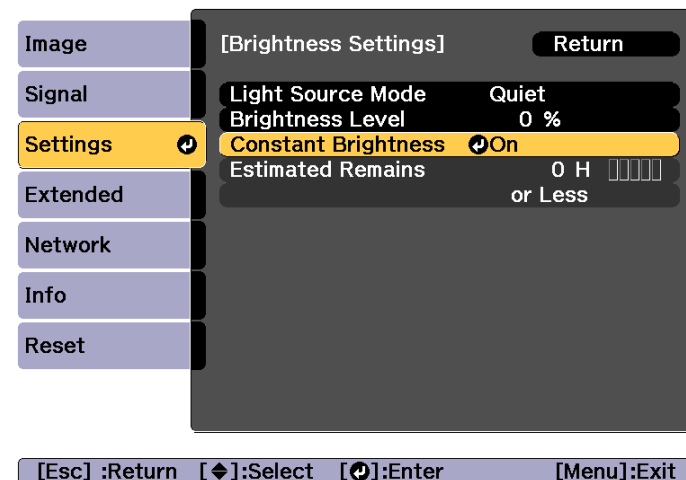 Image
Signal
Settings
Extended
Network
Info
Reset
[Brightness Settings] Return
Light Source Mode Quiet
Brightness Level 0 %
Constant Brightness On
Estimated Remains 0 H
or Less
[Esc] :Return [ ]:Select [ ]:Enter [Menu]:Exit